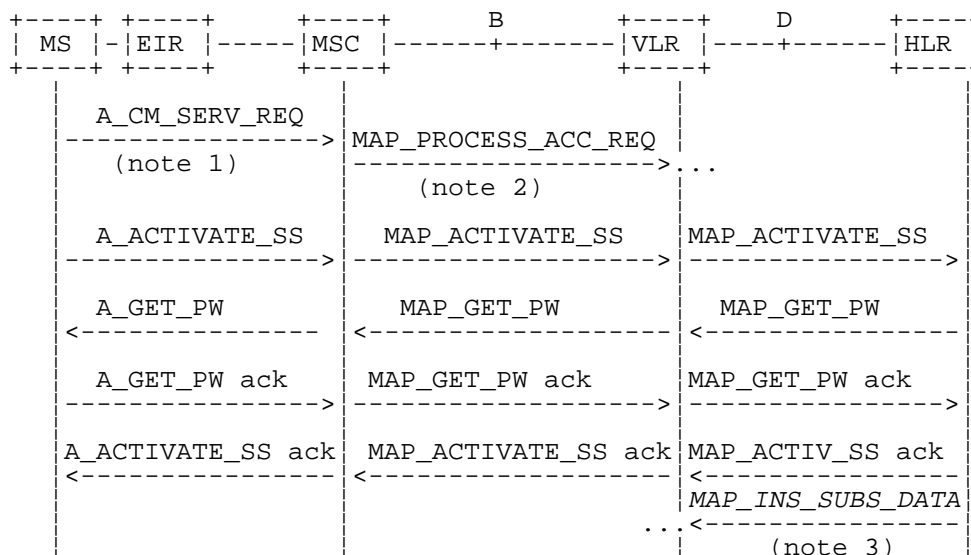 B D
MS EIR MSC VLR HLR
A_CM_SERV_REQ
MAP_PROCESS_ACC_REQ
(note 1) ...
(note 2)
A_ACTIVATE_SS MAP_ACTIVATE_SS MAP_ACTIVATE_SS
A_GET_PW MAP_GET_PW MAP_GET_PW
A_GET_PW ack MAP_GET_PW ack MAP_GET_PW ack
A_ACTIVATE_SS ack MAP_ACTIVATE_SS ack MAP_ACTIV_SS ack
MAP_INS_SUBS_DATA
...
(note 3)